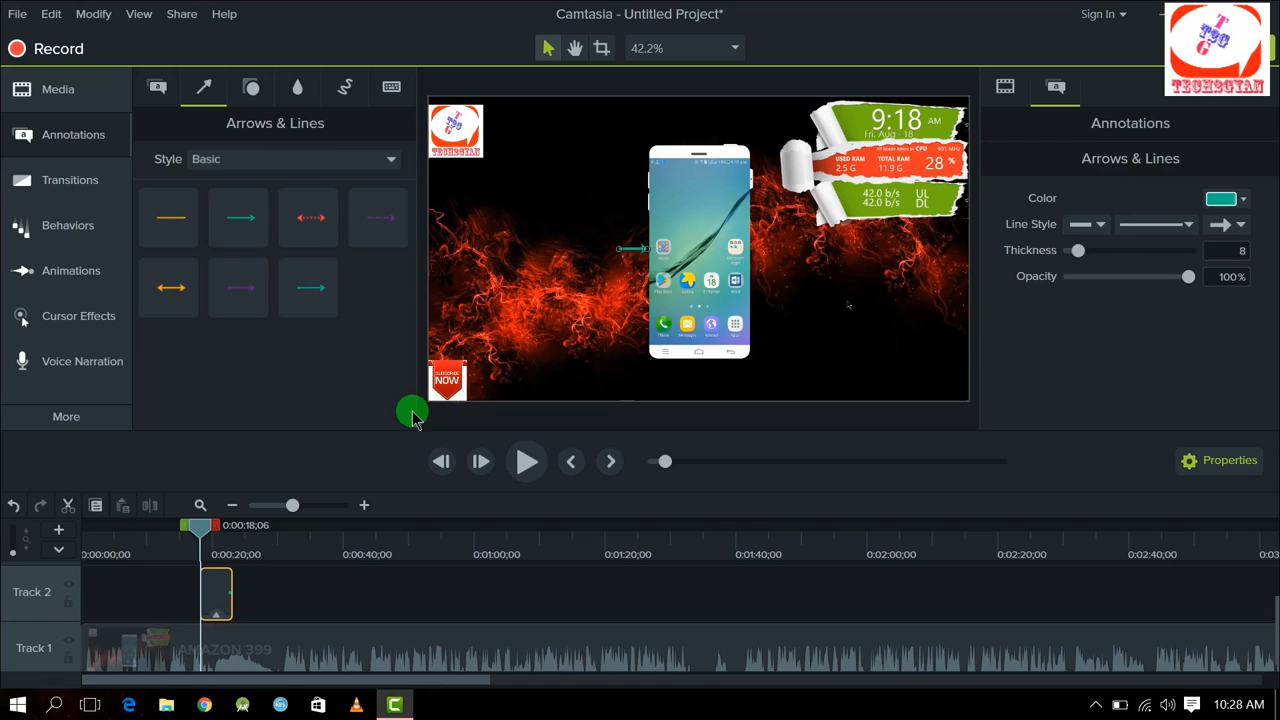 File Edit Modify View Share Help
Camtasia - Untitled Project*
Sign In
Record
42.2%
T
TSG
G
TECHSGYAN
Media
Annotations
Transitions
Behaviors
Animations
Cursor Effects
Voice Narration
More
Arrows & Lines
Style Basic
9:18 AM
Fri. Aug - 18
USED RAM
2.5 G
TOTAL RAM
11.9 G
CPU
28 %
42.0 b/s UL
42.0 b/s DL
18
SUBSCRIBE
NOW
Annotations
Arrows & Lines
Color
Line Style
Thickness 8
Opacity 100%
Properties
0:00:18;06
0:00:00;00 0:00:20;00 0:00:40;00 0:01:00;00 0:01:20;00 0:01:40;00 0:02:00;00 0:02:20;00 0:02:40;00
Track 2
Track 1
AMAZON 399
10:28 AM